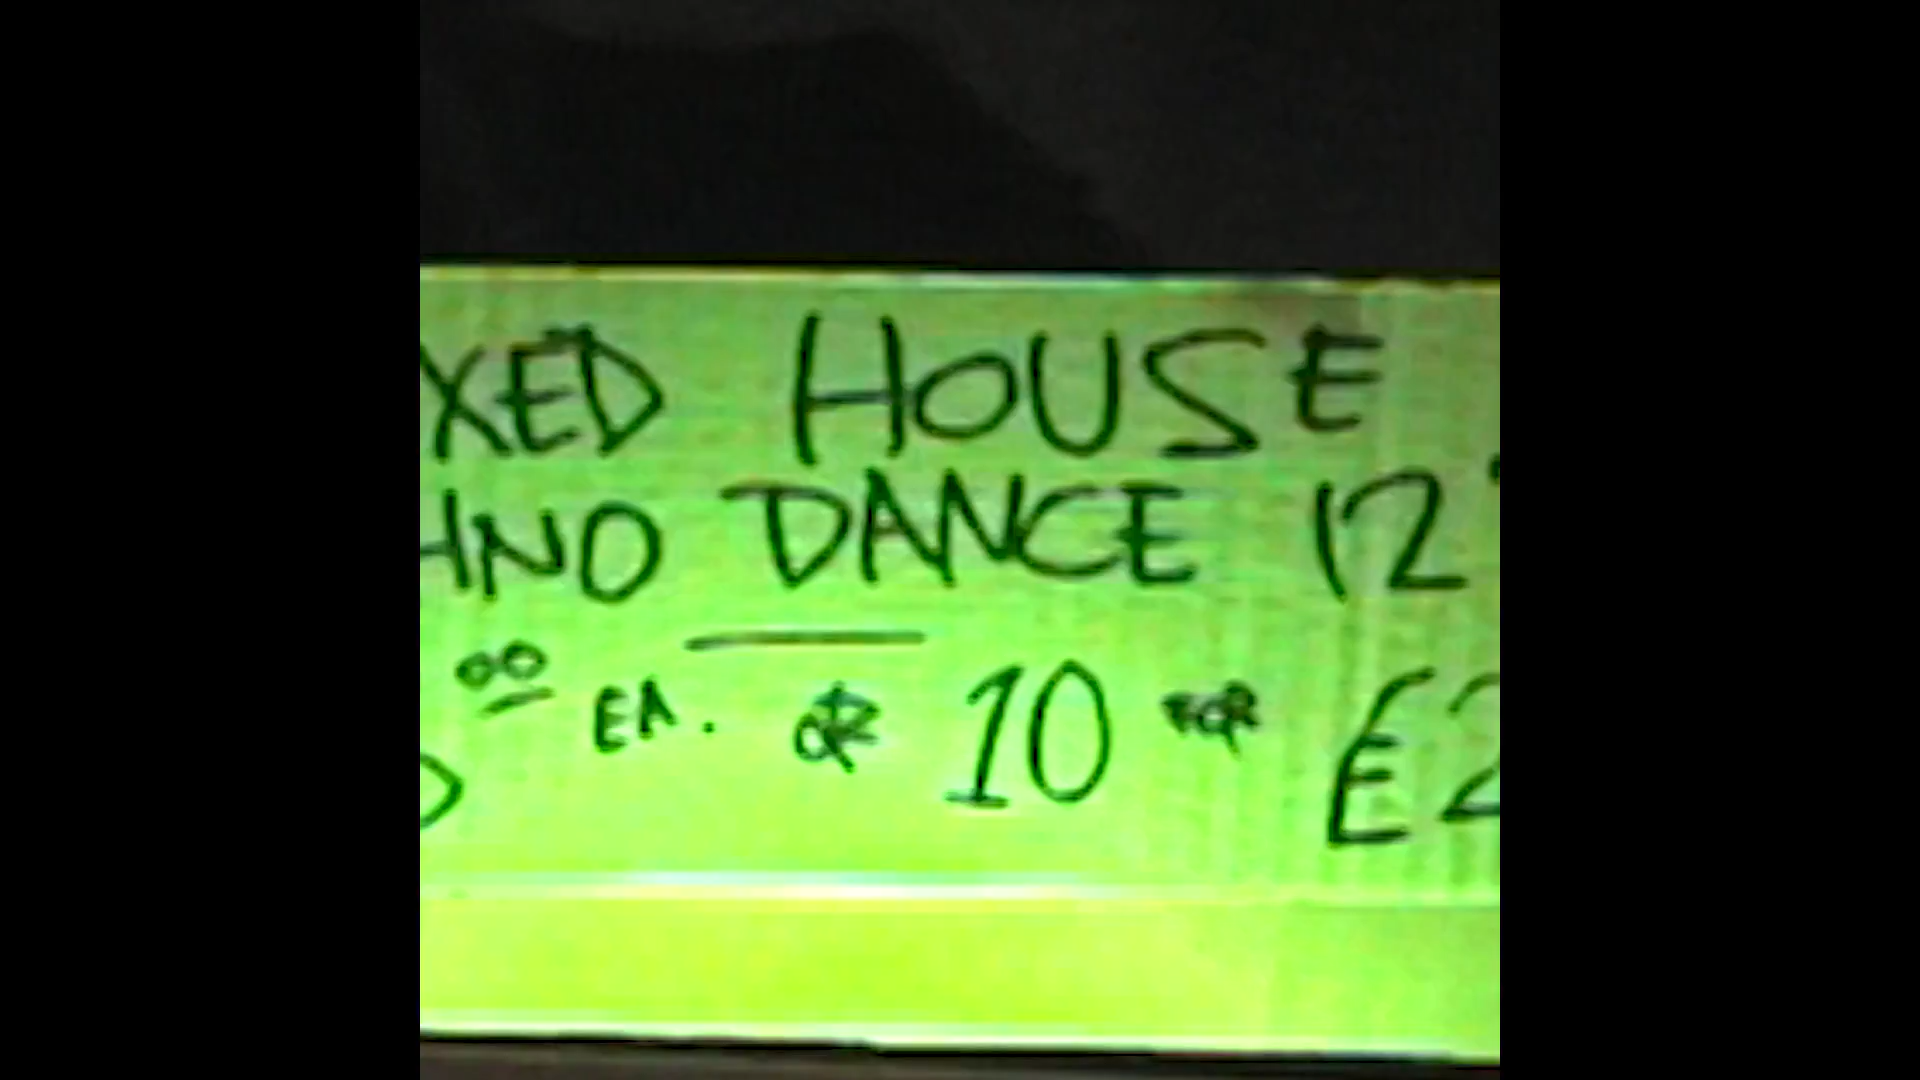 XED HOUSE
HNO DANCE 12"
00 EA. OR 10 FOR £2